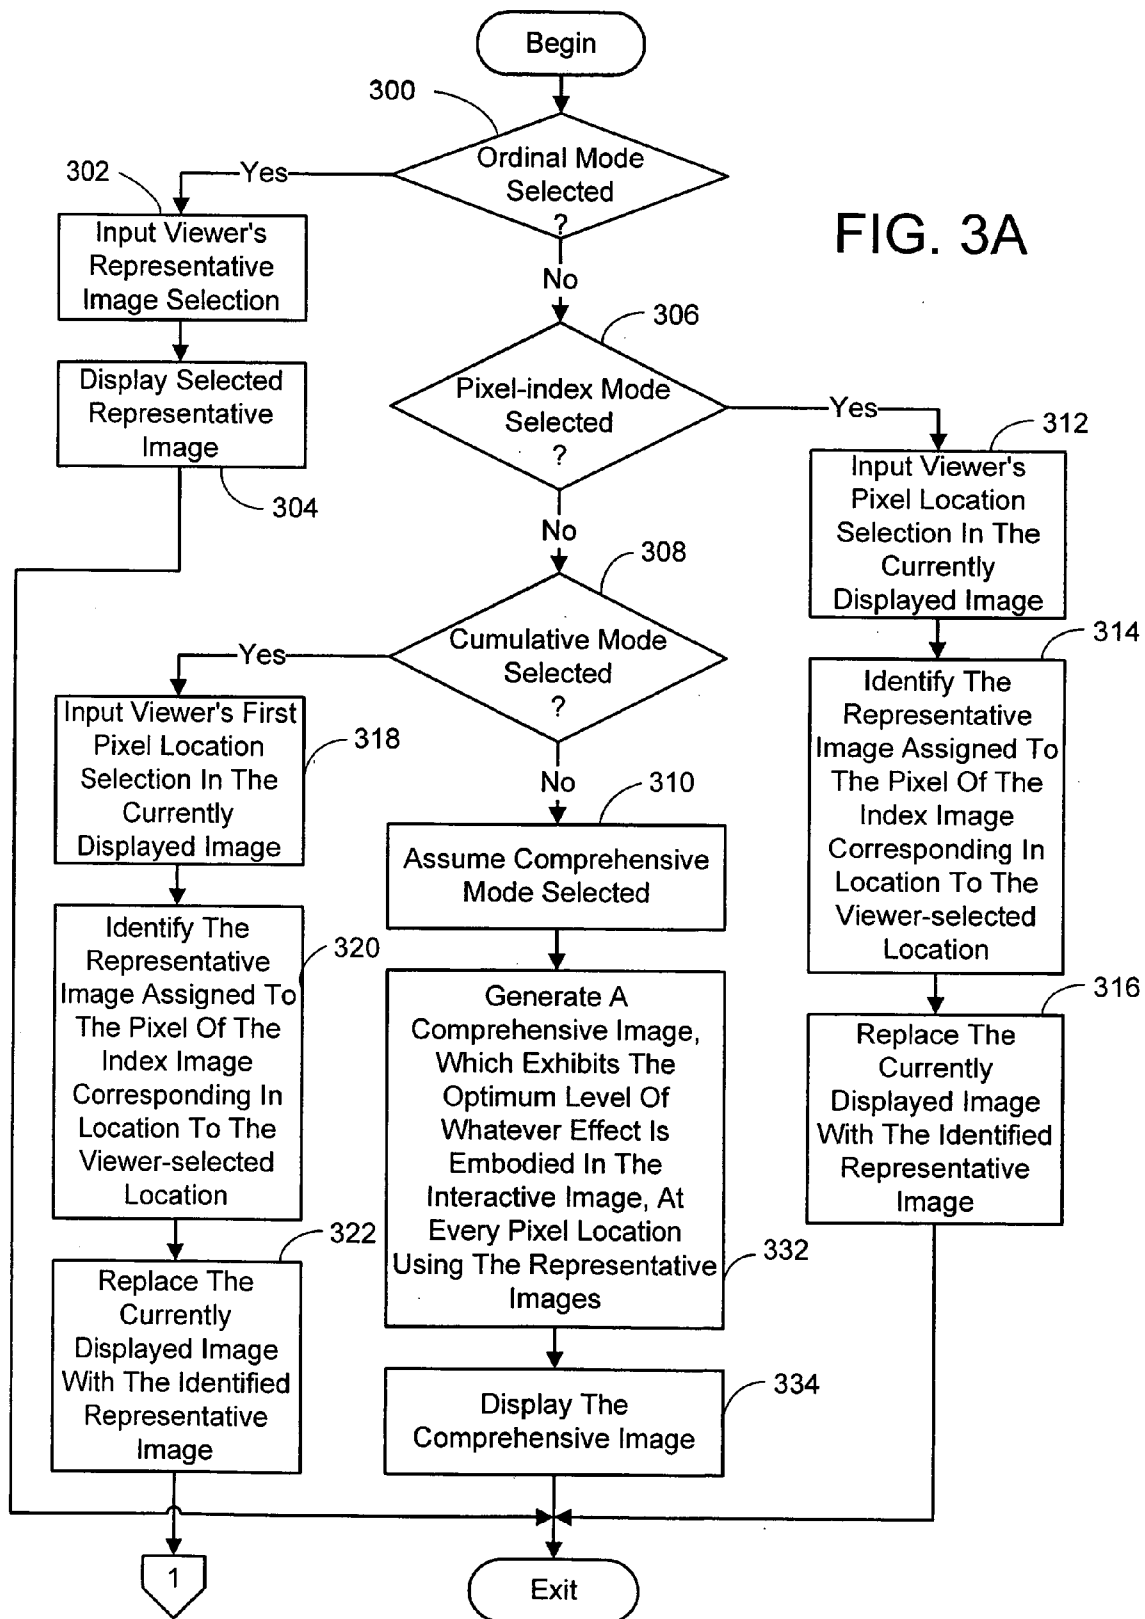 Begin
300
Ordinal Mode
Selected
?
Yes
No
302
Input Viewer's
Representative
Image Selection
FIG. 3A
Display Selected
Representative
Image
304
306
Pixel-index Mode
Selected
?
Yes
No
312
Input Viewer's
Pixel Location
Selection In The
Currently
Displayed Image
308
Cumulative Mode
Selected
?
Yes
No
314
Identify The
Representative
Image Assigned To
The Pixel Of The
Index Image
Corresponding In
Location To The
Viewer-selected
Location
Input Viewer's First
Pixel Location
Selection In The
Currently
Displayed Image
318
310
Assume Comprehensive
Mode Selected
Identify The
Representative
Image Assigned To
The Pixel Of The
Index Image
Corresponding In
Location To The
Viewer-selected
Location
320
Generate A
Comprehensive Image,
Which Exhibits The
Optimum Level Of
Whatever Effect Is
Embodied In The
Interactive Image, At
Every Pixel Location
Using The Representative
Images
332
316
Replace The
Currently
Displayed Image
With The Identified
Representative
Image
322
Replace The
Currently
Displayed Image
With The Identified
Representative
Image
334
Display The
Comprehensive Image
1
Exit